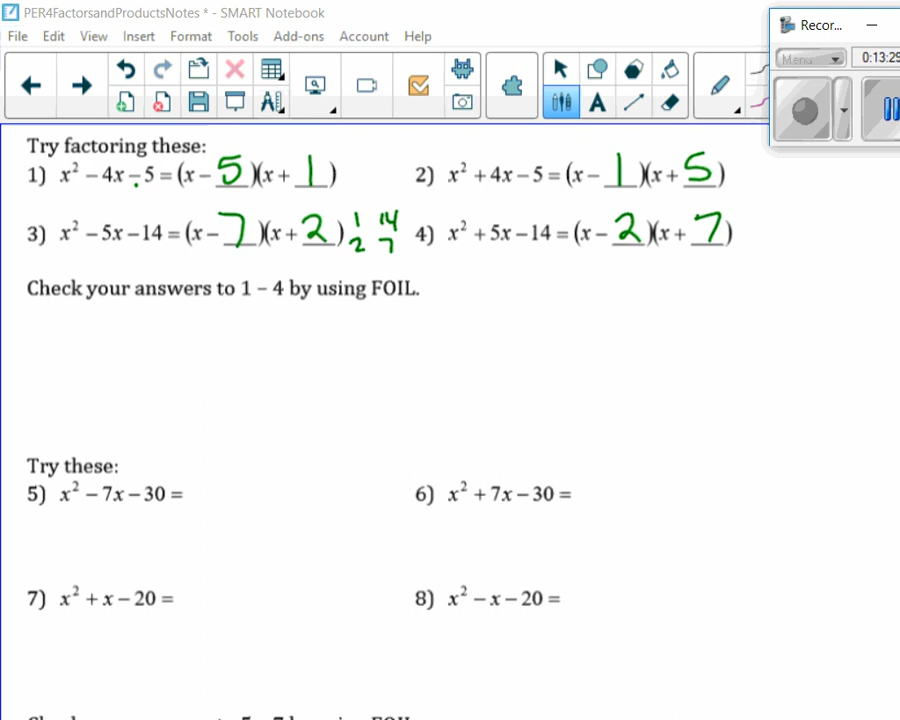 PER4FactorsandProductsNotes * - SMART Notebook
Recor...
File Edit View Insert Format Tools Add-ons Account Help
Menu
0:13:29
Try factoring these:
1) x² – 4x – 5 = (x – 5)(x + 1)
2) x² + 4x – 5 = (x – 1)(x + 5)
3) x² – 5x – 14 = (x – 7)(x + 2)
1 14
2 7
4) x² + 5x – 14 = (x – 2)(x + 7)
Check your answers to 1 – 4 by using FOIL.
Try these:
5) x² – 7x – 30 =
6) x² + 7x – 30 =
7) x² + x – 20 =
8) x² – x – 20 =